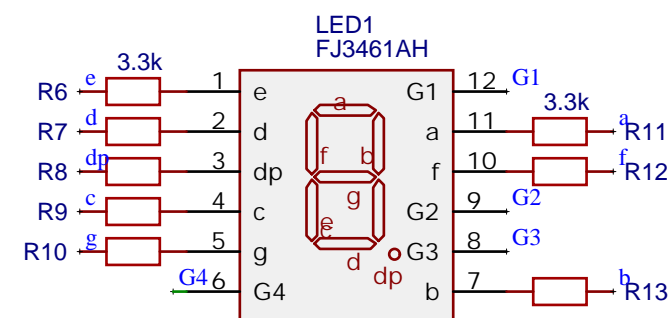 LED1
FJ3461AH
3.3k
R6 e 1 e G1 12 G1
3.3k
R7 d 2 d a 11 a R11
a
R8 dp 3 dp f b f 10 f R12
g
R9 c 4 c G2 9 G2
e
c
R10 g 5 g d G3 8 G3
dp
G4 6 G4 b 7 b R13